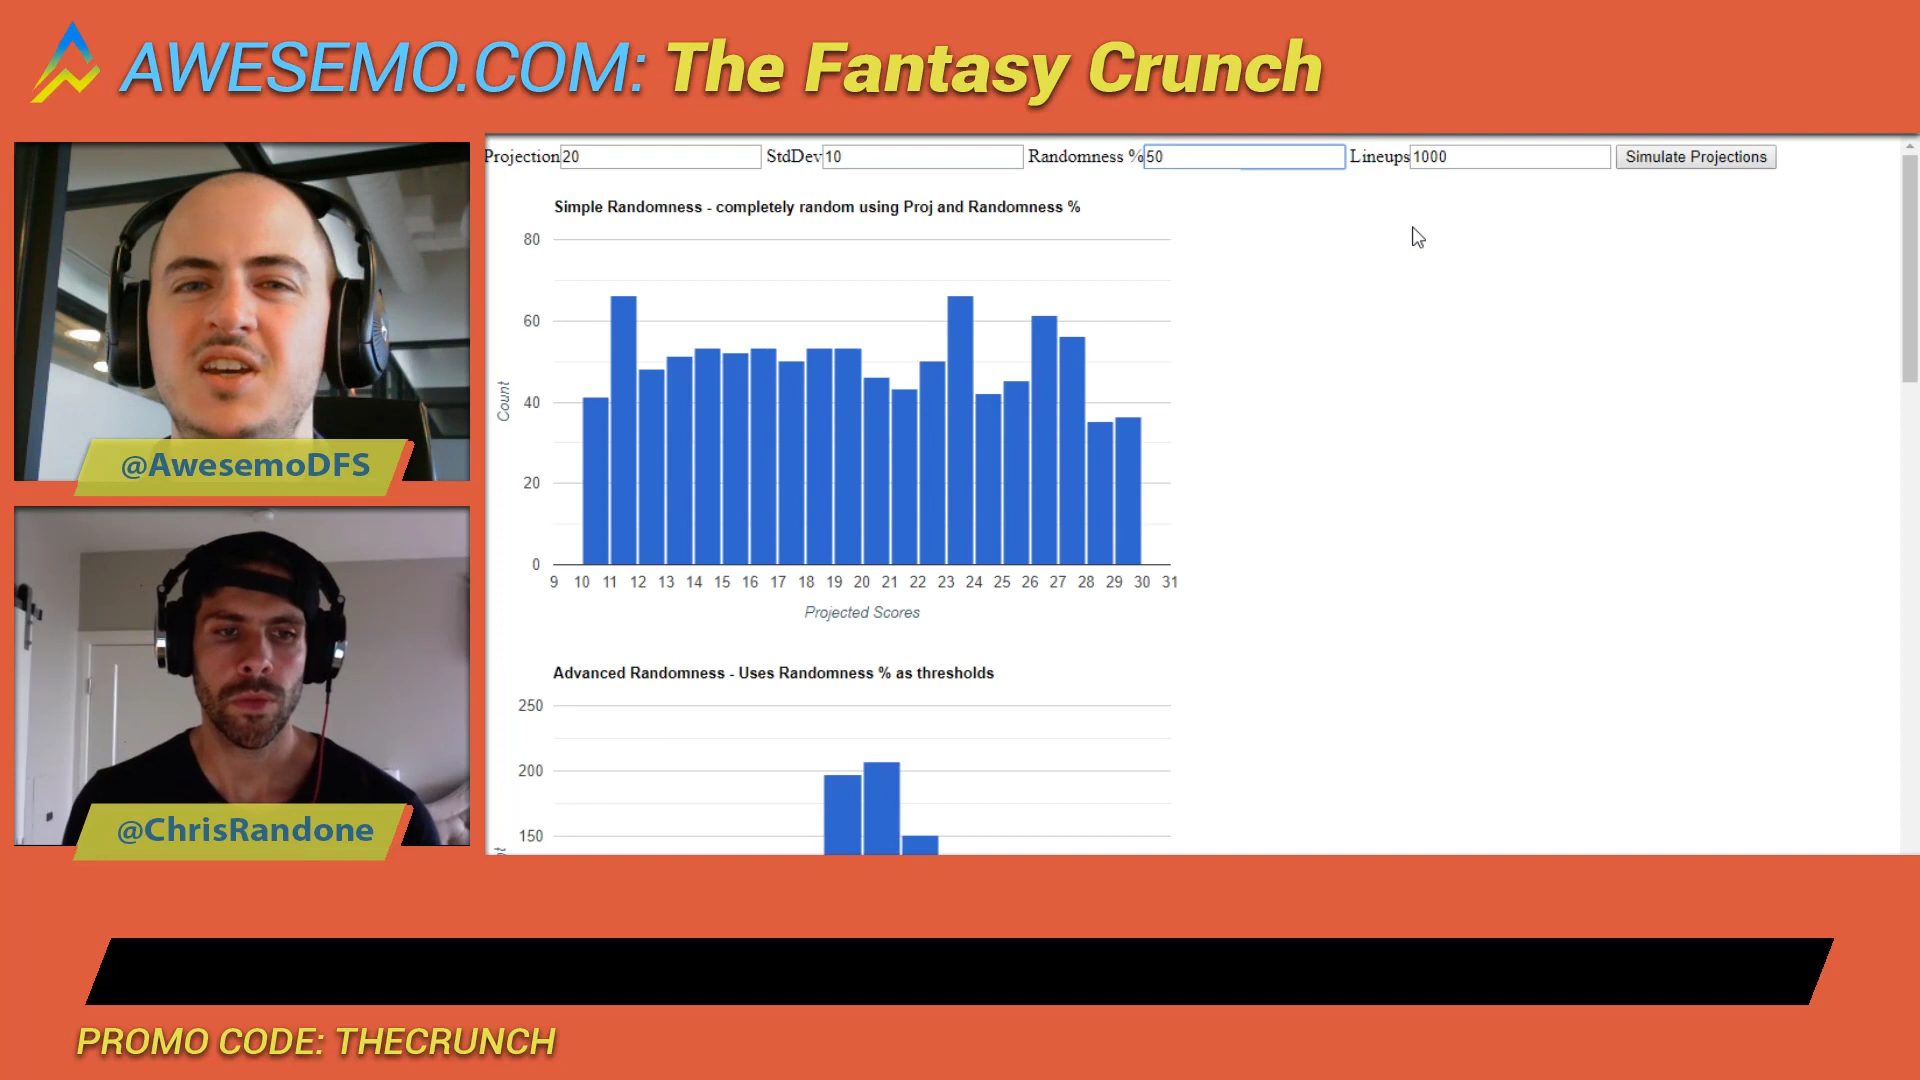 AWESEMO.COM: The Fantasy Crunch
Projection 20 StdDev 10 Randomness % 50 Lineups 1000 Simulate Projections
Simple Randomness - completely random using Proj and Randomness %
80
60
40
20
0
Count
9 10 11 12 13 14 15 16 17 18 19 20 21 22 23 24 25 26 27 28 29 30 31
Projected Scores
Advanced Randomness - Uses Randomness % as thresholds
250
200
150
@AwesemoDFS
@ChrisRandone
PROMO CODE: THECRUNCH